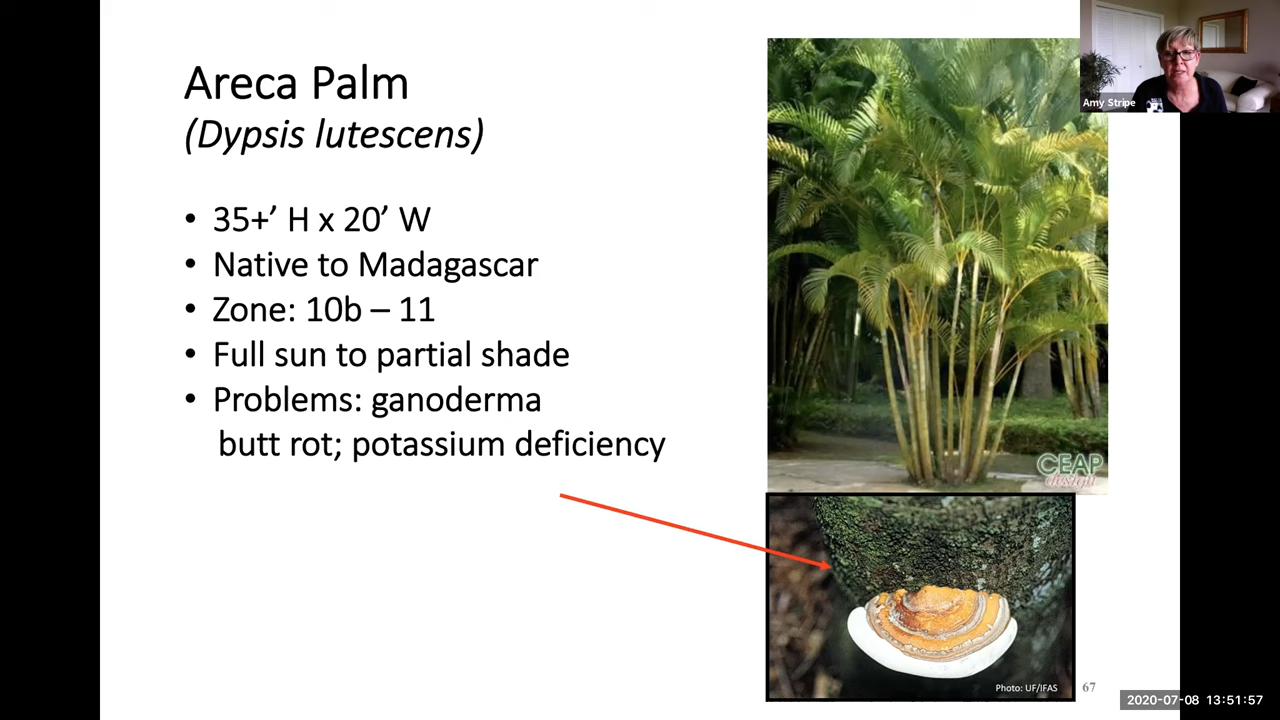 Areca Palm
(Dypsis lutescens)
• 35+’ H x 20’ W
• Native to Madagascar
• Zone: 10b – 11
• Full sun to partial shade
• Problems: ganoderma
butt rot; potassium deficiency
Amy Stripe
CEAP
design
Photo: UF/IFAS
67
2020-07-08 13:51:57